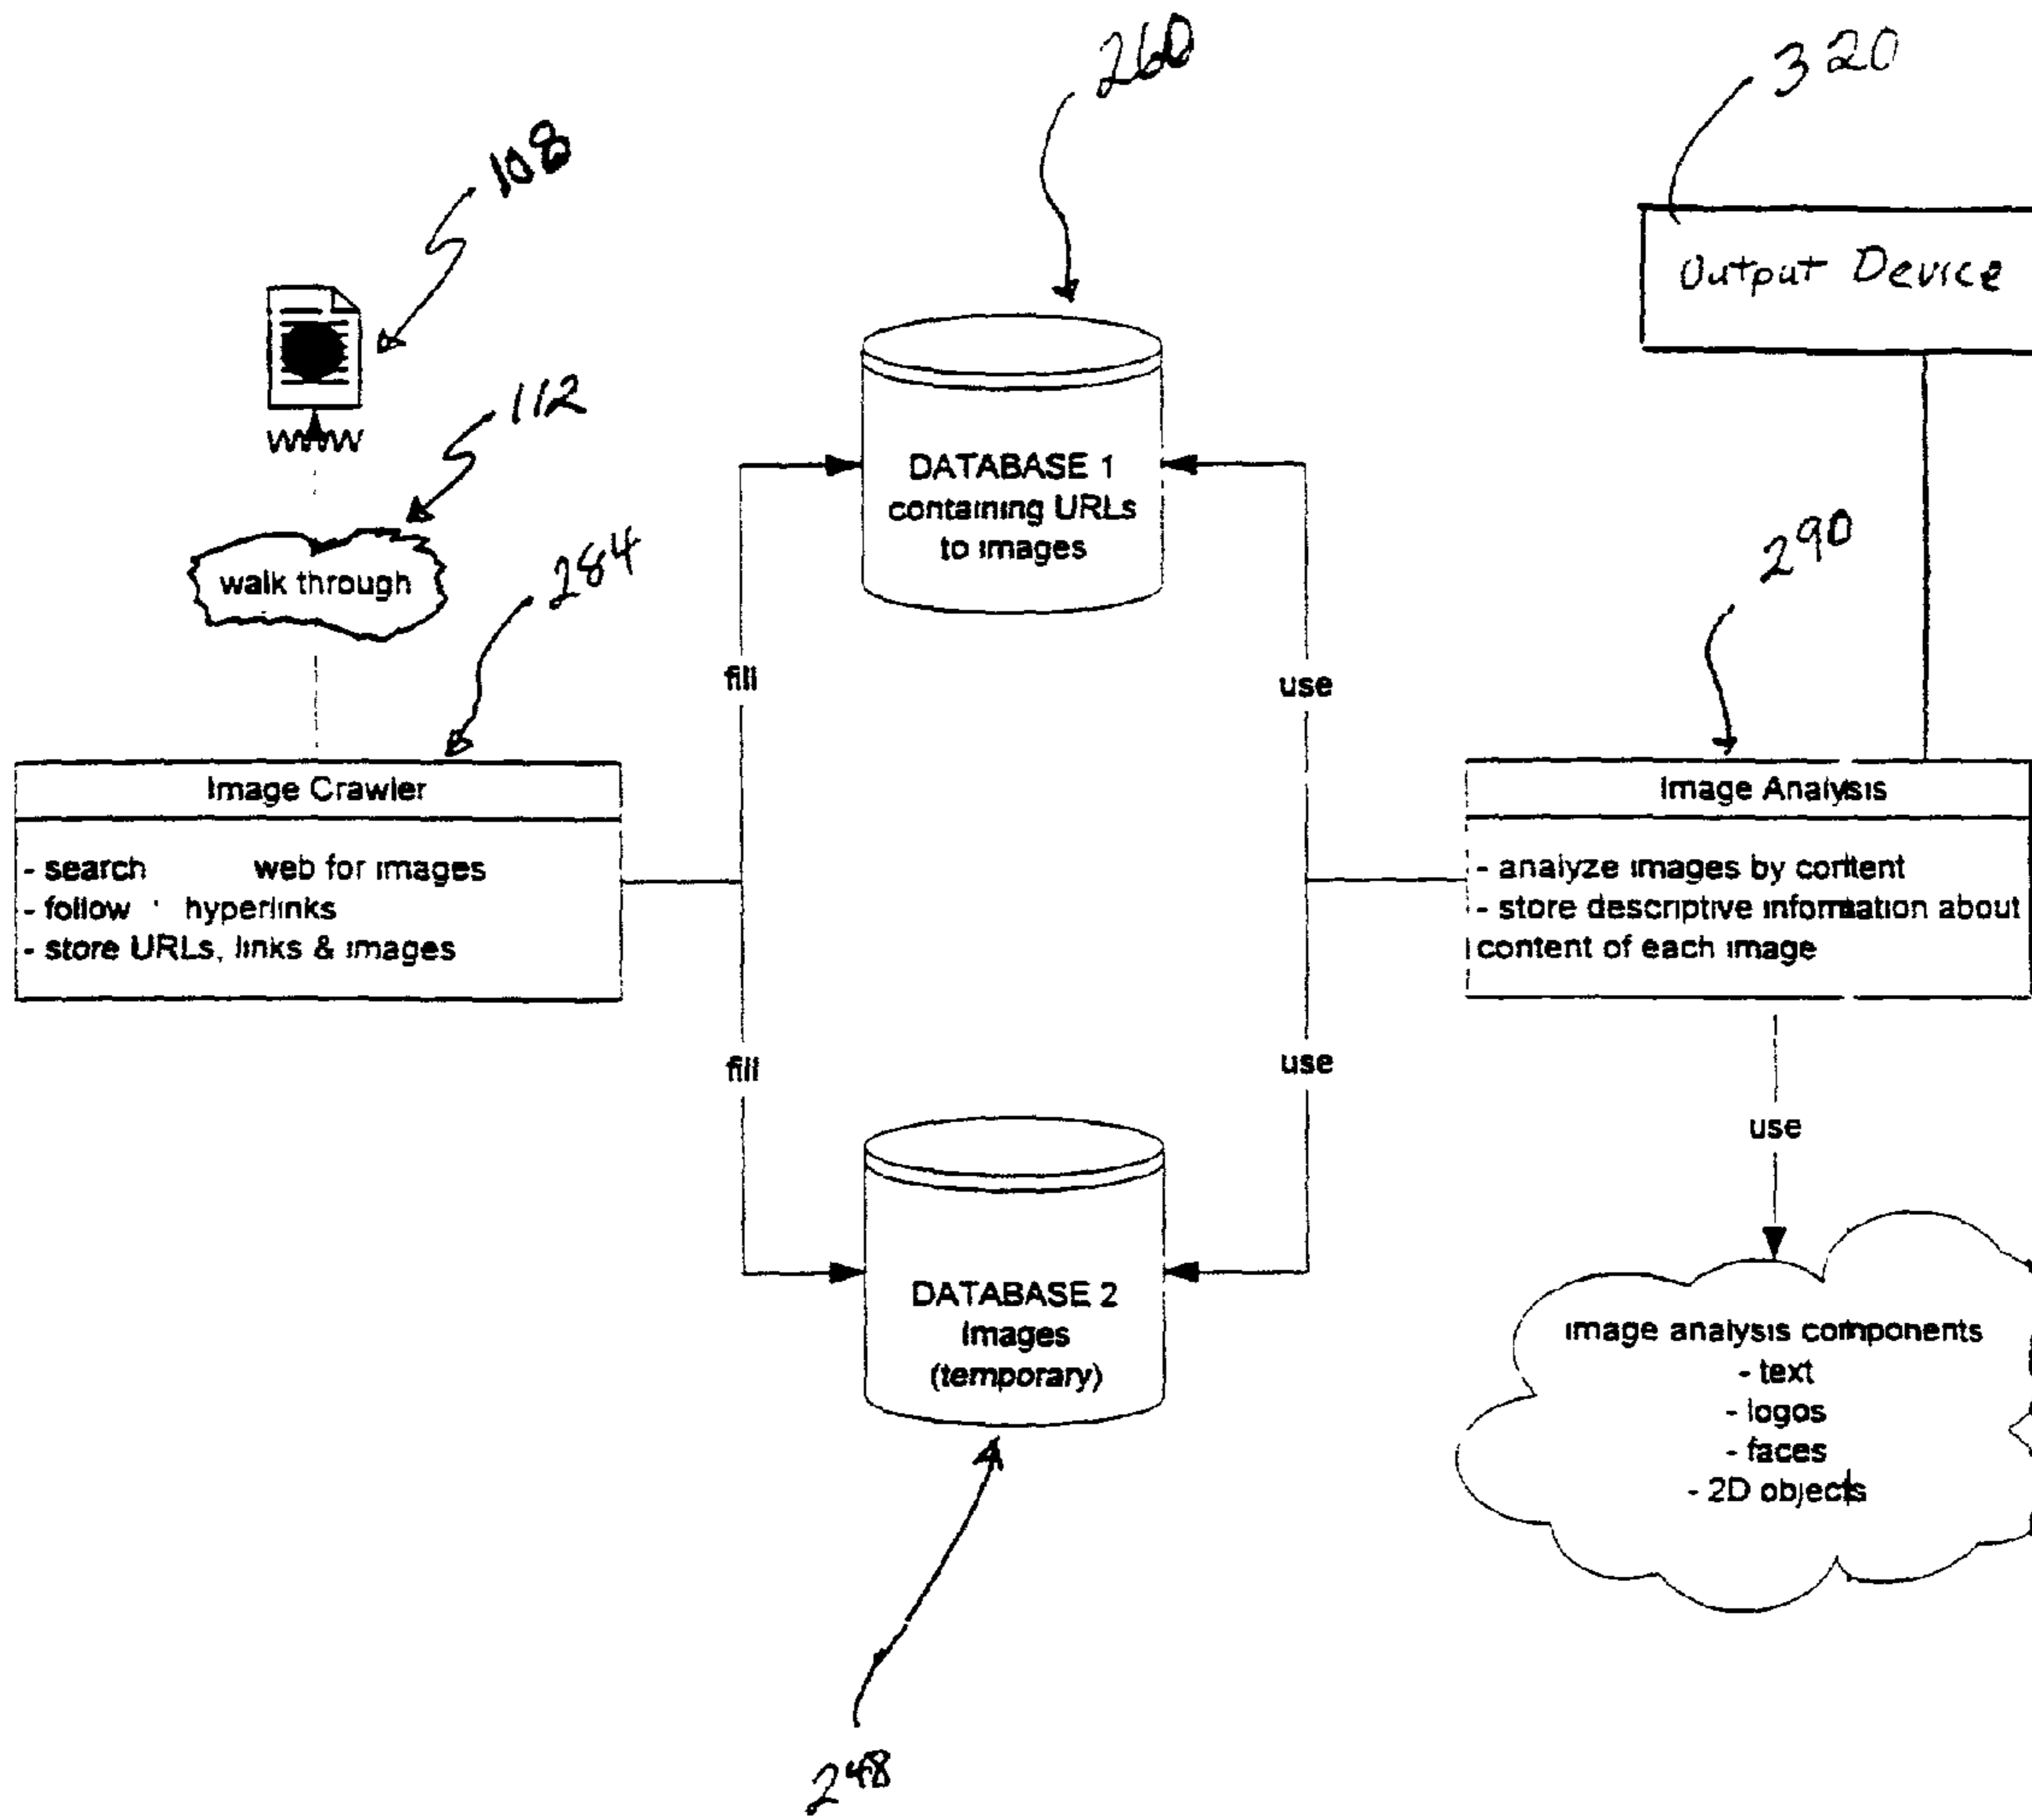 260
320
108
Output Device
112
DATABASE 1
containing URLs
to images
290
walk through
284
www
fill
use
Image Crawler
- search web for images
- follow hyperlinks
- store URLs, links & images
Image Analysis
- analyze images by content
- store descriptive information about
content of each image
fill
use
use
DATABASE 2
Images
(temporary)
image analysis components
- text
- logos
- faces
- 2D objects
248